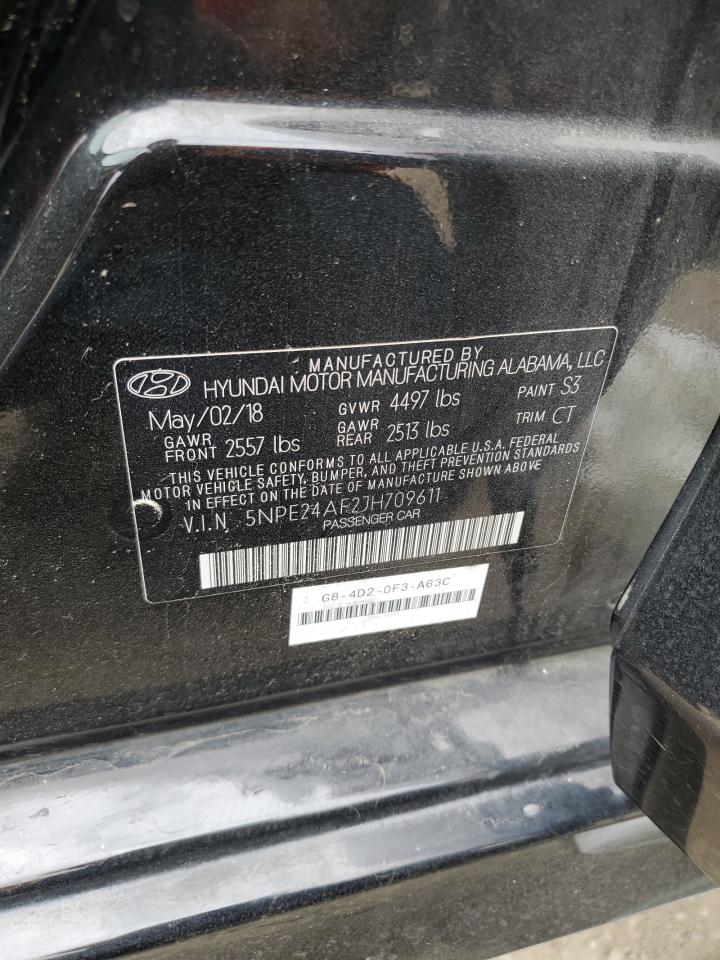 MANUFACTURED BY
HYUNDAI MOTOR MANUFACTURING ALABAMA, LLC
May/02/18 GVWR 4497 lbs PAINT S3
GAWR FRONT 2557 lbs GAWR REAR 2513 lbs TRIM CT
THIS VEHICLE CONFORMS TO ALL APPLICABLE U.S.A. FEDERAL
MOTOR VEHICLE SAFETY, BUMPER, AND THEFT PREVENTION STANDARDS
IN EFFECT ON THE DATE OF MANUFACTURE SHOWN ABOVE
V.I.N 5NPE24AF2JH709611
PASSENGER CAR
G8-4D2-0F3-A63C